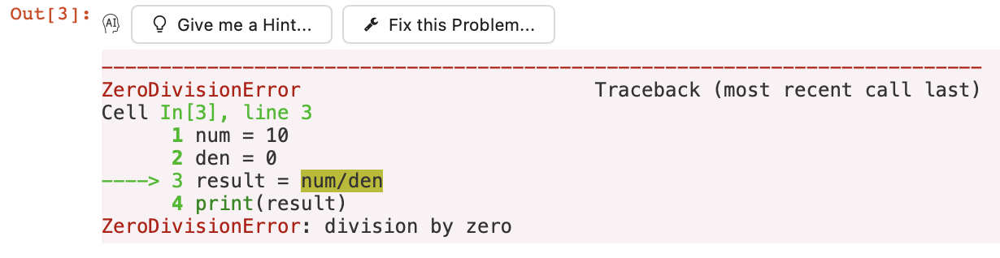 Out[3]:
AI Give me a Hint... Fix this Problem...
---------------------------------------------------------------------------
ZeroDivisionError                         Traceback (most recent call last)
Cell In[3], line 3
      1 num = 10
      2 den = 0
----> 3 result = num/den
      4 print(result)
ZeroDivisionError: division by zero